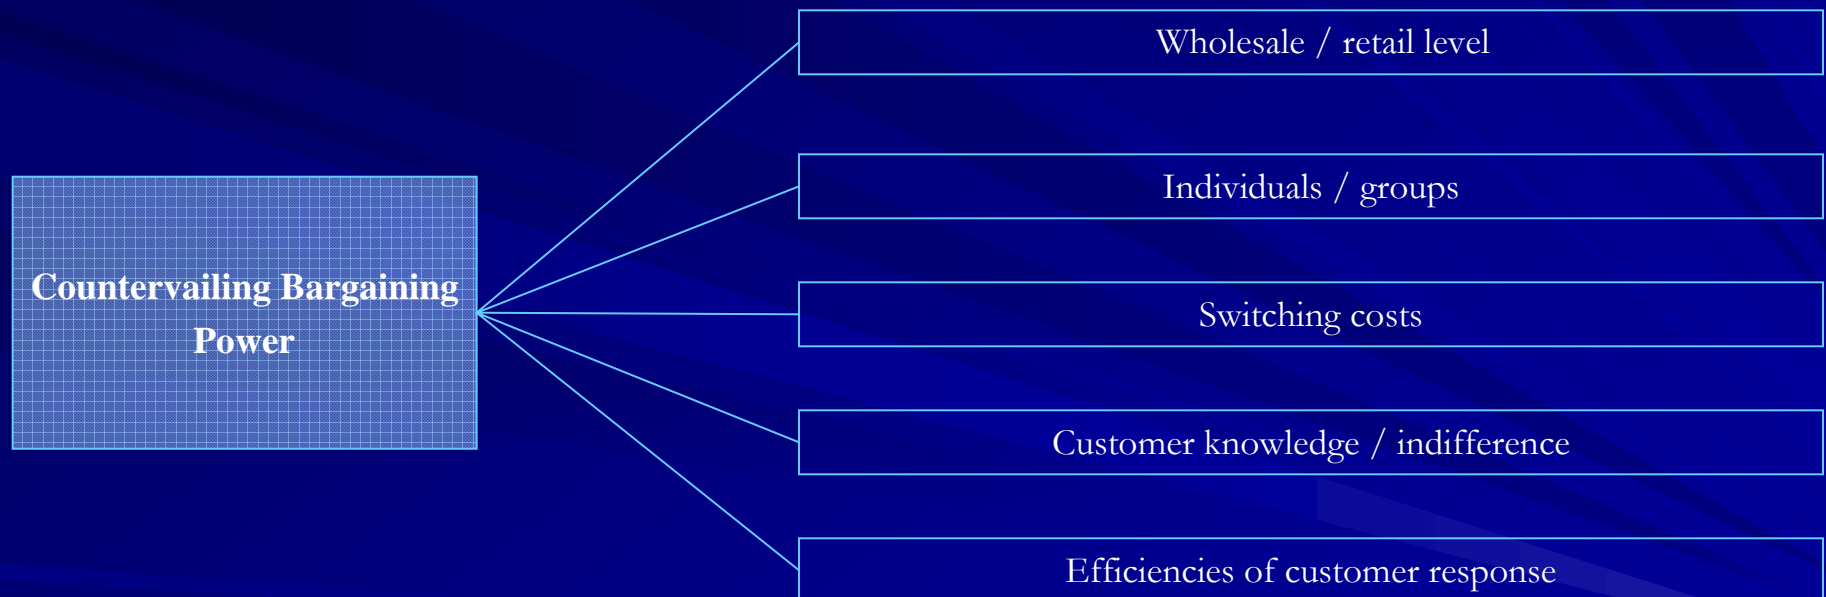 Wholesale / retail level
Individuals / groups
Countervailing Bargaining
Power
Switching costs
Customer knowledge / indifference
Efficiencies of customer response